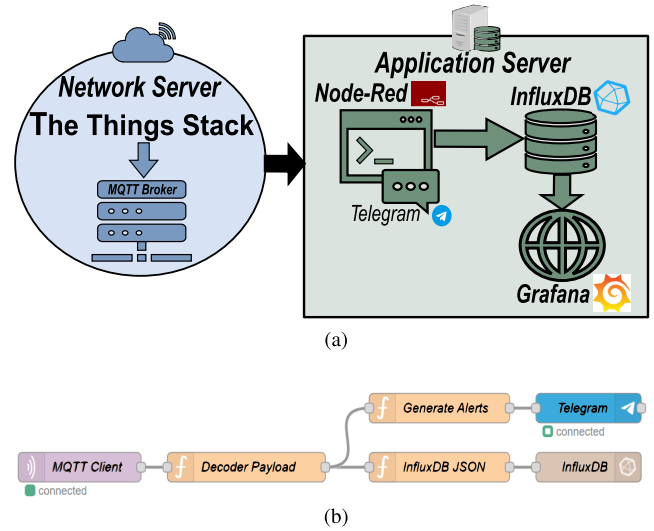 Network Server
The Things Stack
MQTT Broker
Application Server
Node-Red
InfluxDB
Telegram
Grafana
(a)
Generate Alerts
Telegram
connected
MQTT Client
Decoder Payload
InfluxDB JSON
InfluxDB
connected
(b)